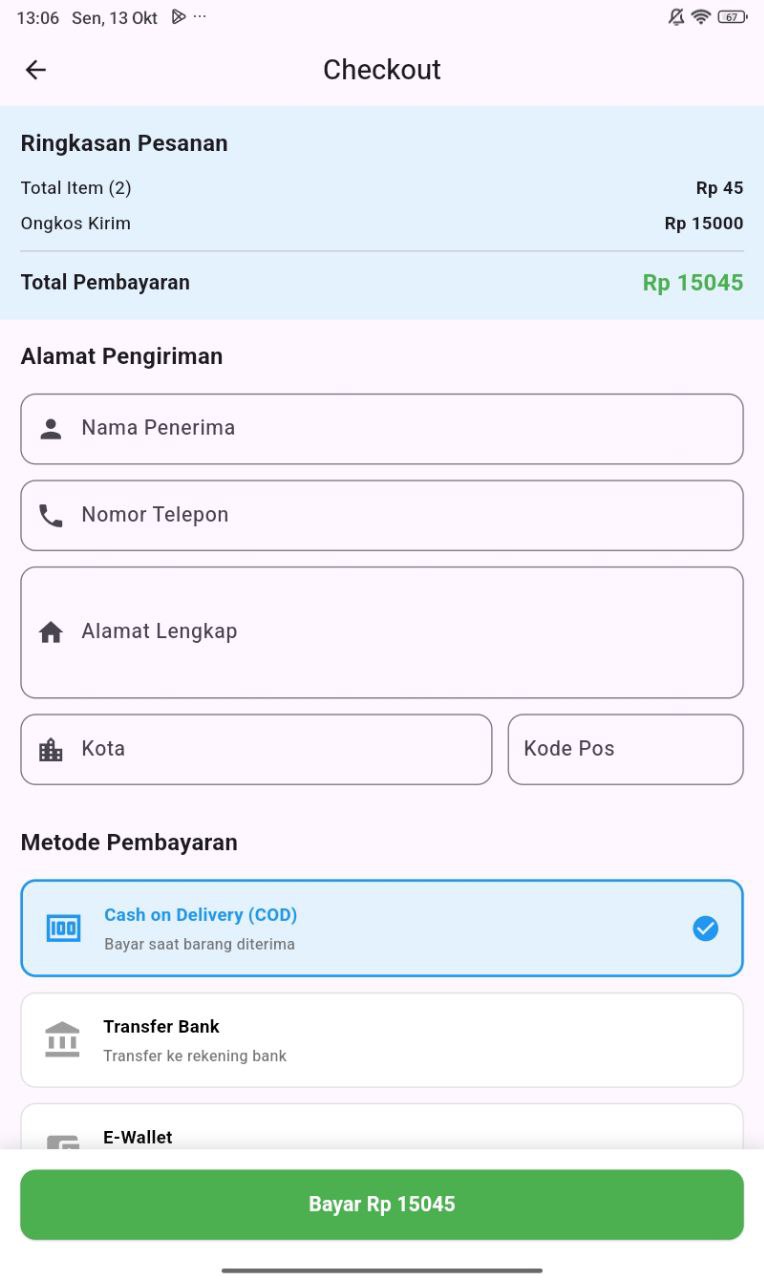 13:06 Sen, 13 Okt ... 67
Checkout
Ringkasan Pesanan
Total Item (2) Rp 45
Ongkos Kirim Rp 15000
Total Pembayaran Rp 15045
Alamat Pengiriman
Nama Penerima
Nomor Telepon
Alamat Lengkap
Kota Kode Pos
Metode Pembayaran
100 Cash on Delivery (COD)
Bayar saat barang diterima
Transfer Bank
Transfer ke rekening bank
E-Wallet
Bayar Rp 15045